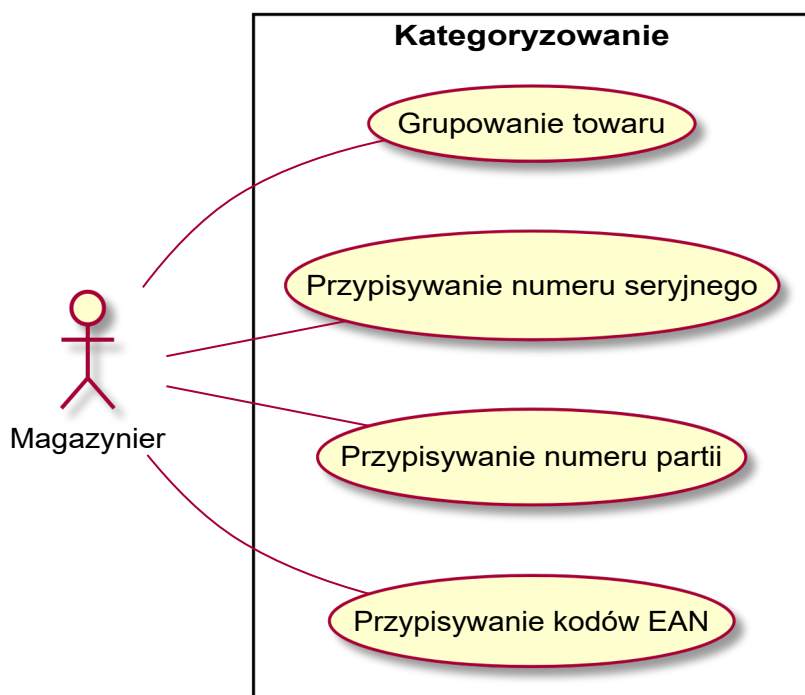 Kategoryzowanie
Grupowanie towaru
Przypisywanie numeru seryjnego
Magazynier
Przypisywanie numeru partii
Przypisywanie kodów EAN